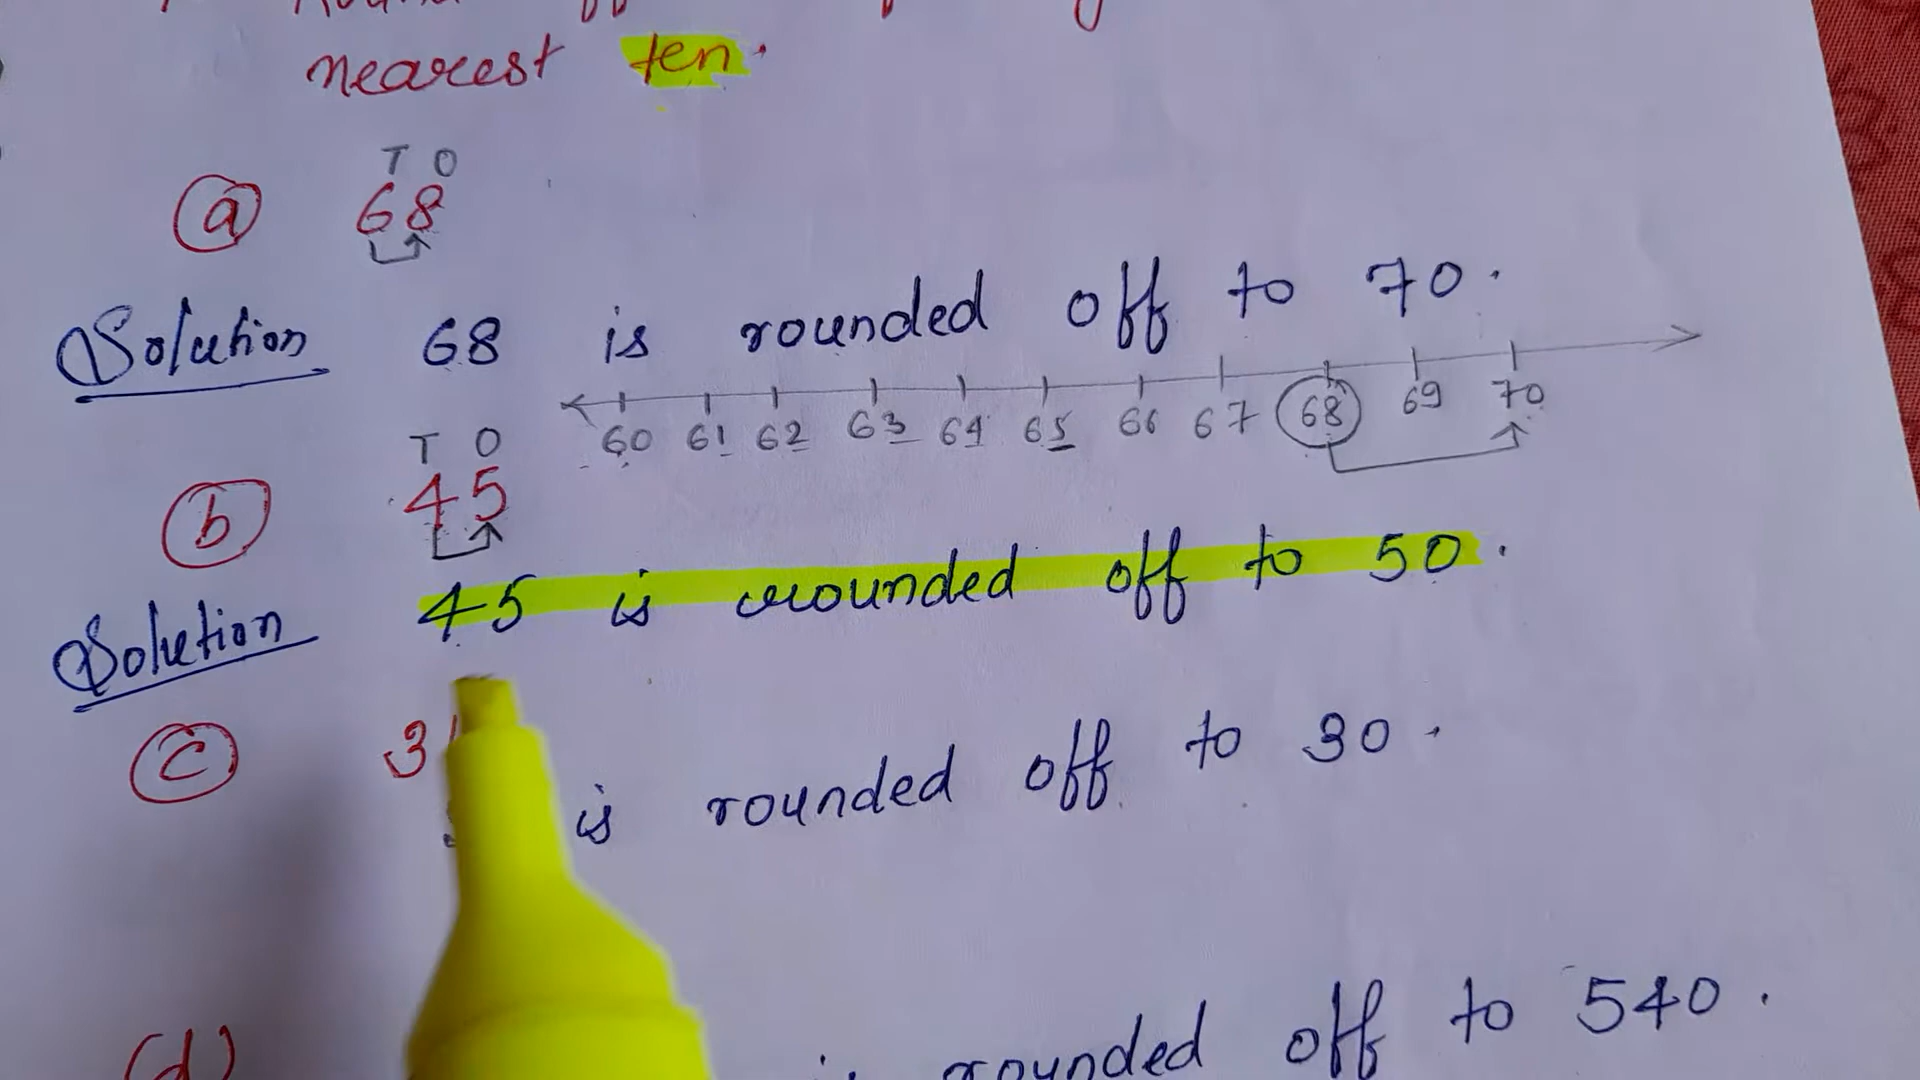 nearest ten.
T O
(a) 68
Solution 68 is rounded off to 70.
60 61 62 63 64 65 66 67 68 69 70
T O
(b) 45
Solution 45 is rounded off to 50.
(c) 3
is rounded off to 30.
(d)
is rounded off to 540.